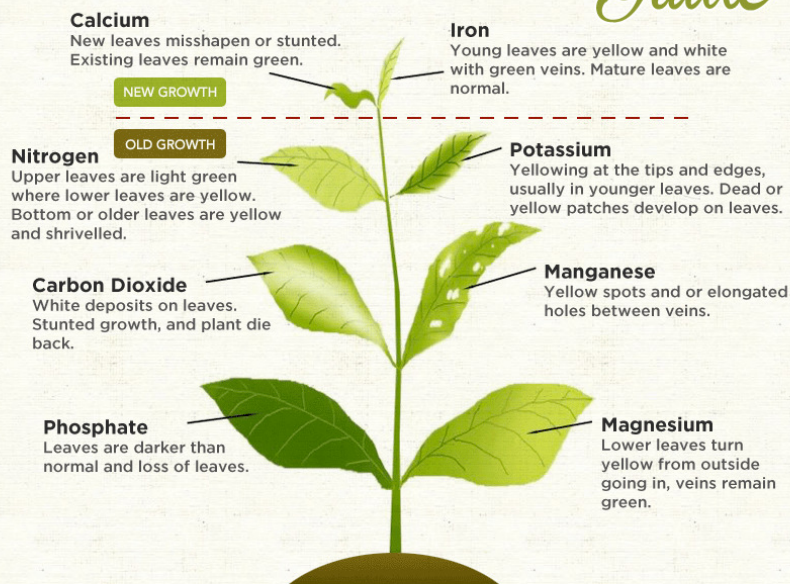 Calcium
New leaves misshapen or stunted.
Existing leaves remain green.
Iron
Young leaves are yellow and white
with green veins. Mature leaves are
normal.
NEW GROWTH
OLD GROWTH
Nitrogen
Upper leaves are light green
where lower leaves are yellow.
Bottom or older leaves are yellow
and shrivelled.
Potassium
Yellowing at the tips and edges,
usually in younger leaves. Dead or
yellow patches develop on leaves.
Carbon Dioxide
White deposits on leaves.
Stunted growth, and plant die
back.
Manganese
Yellow spots and or elongated
holes between veins.
Phosphate
Leaves are darker than
normal and loss of leaves.
Magnesium
Lower leaves turn
yellow from outside
going in, veins remain
green.